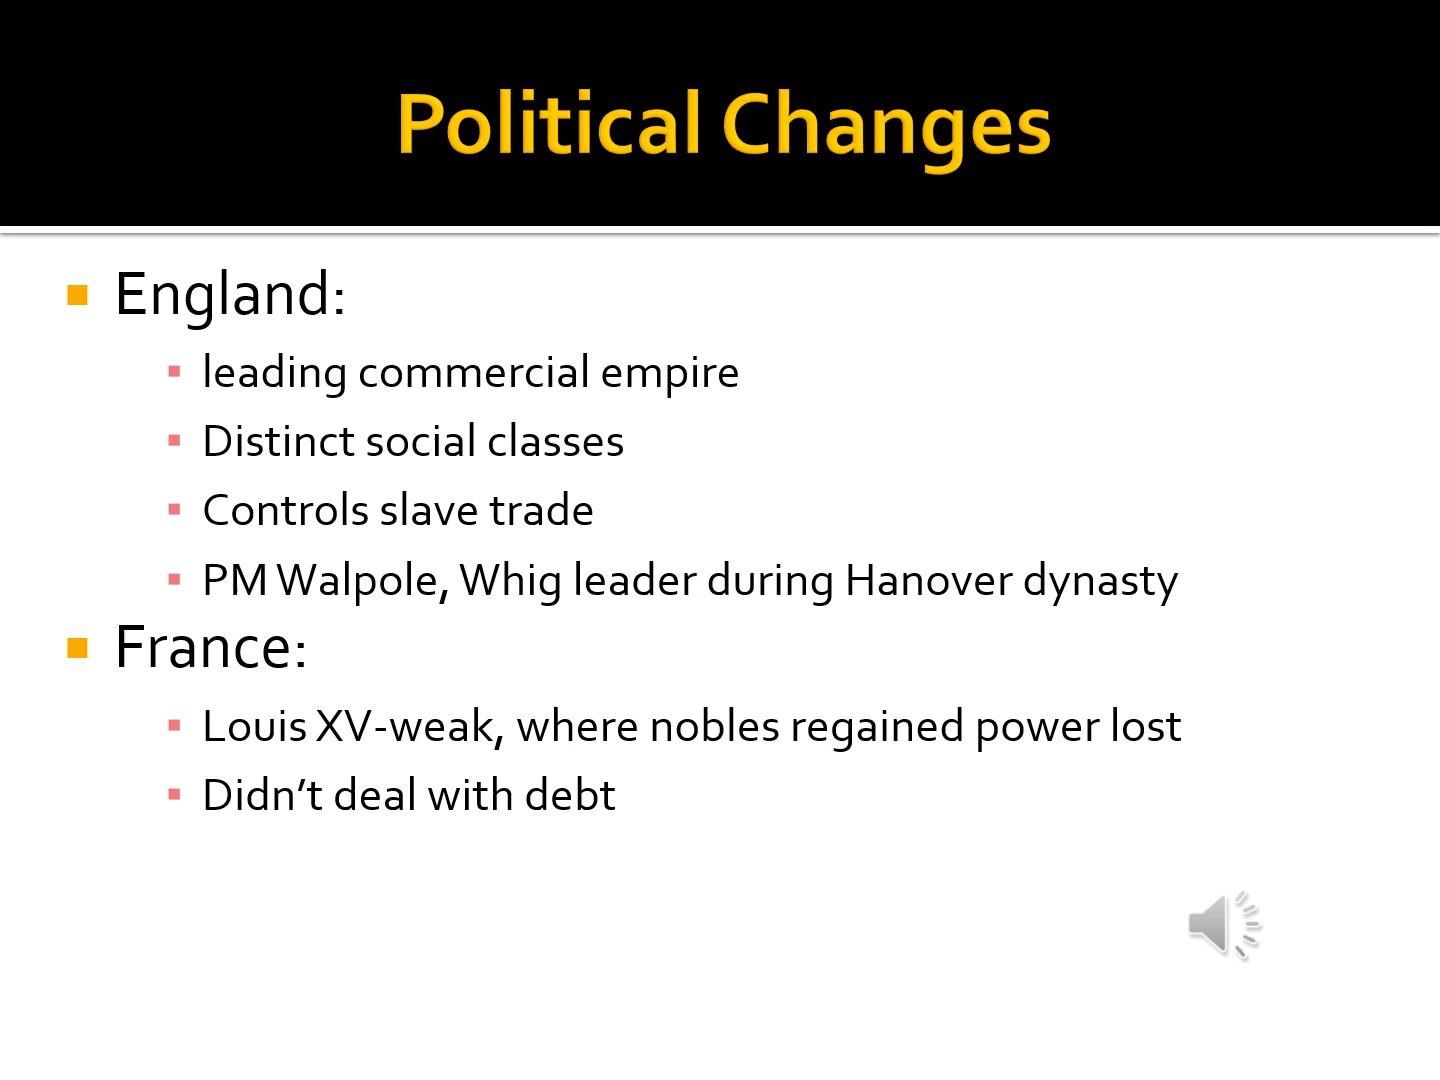 Political Changes
England:
leading commercial empire
Distinct social classes
Controls slave trade
PM Walpole, Whig leader during Hanover dynasty
France:
Louis XV-weak, where nobles regained power lost
Didn’t deal with debt